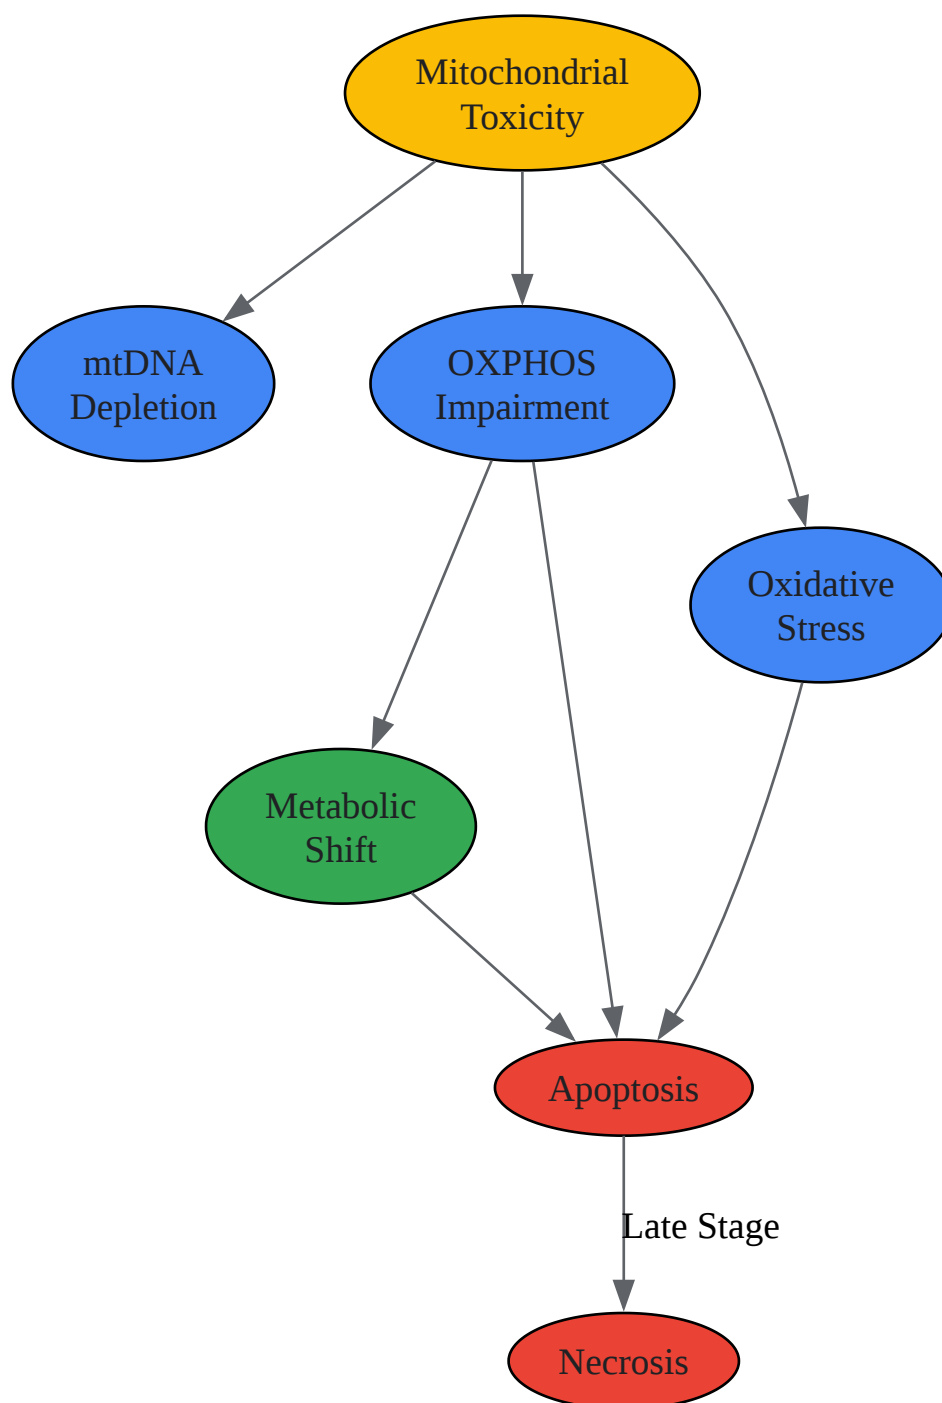 Mitochondrial
Toxicity
mtDNA
Depletion
OXPHOS
Impairment
Oxidative
Stress
Metabolic
Shift
Apoptosis
Late Stage
Necrosis